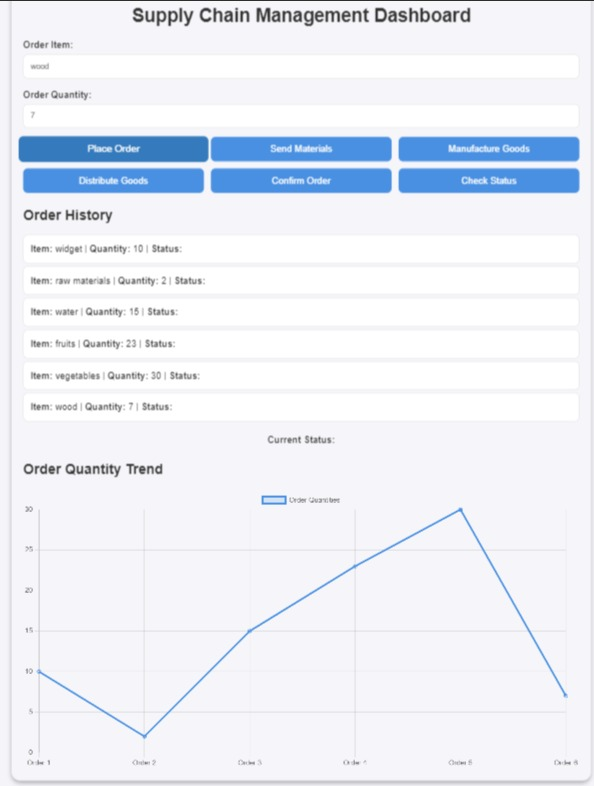 Supply Chain Management Dashboard
Order Item:
wood
Order Quantity:
7
Place Order
Send Materials
Manufacture Goods
Distribute Goods
Confirm Order
Check Status
Order History
Item: widget | Quantity: 10 | Status:
Item: raw materials | Quantity: 2 | Status:
Item: water | Quantity: 15 | Status:
Item: fruits | Quantity: 23 | Status:
Item: vegetables | Quantity: 30 | Status:
Item: wood | Quantity: 7 | Status:
Current Status:
Order Quantity Trend
Order Quantities
30
25
20
15
10
5
0
Order 1
Order 2
Order 3
Order 4
Order 5
Order 6